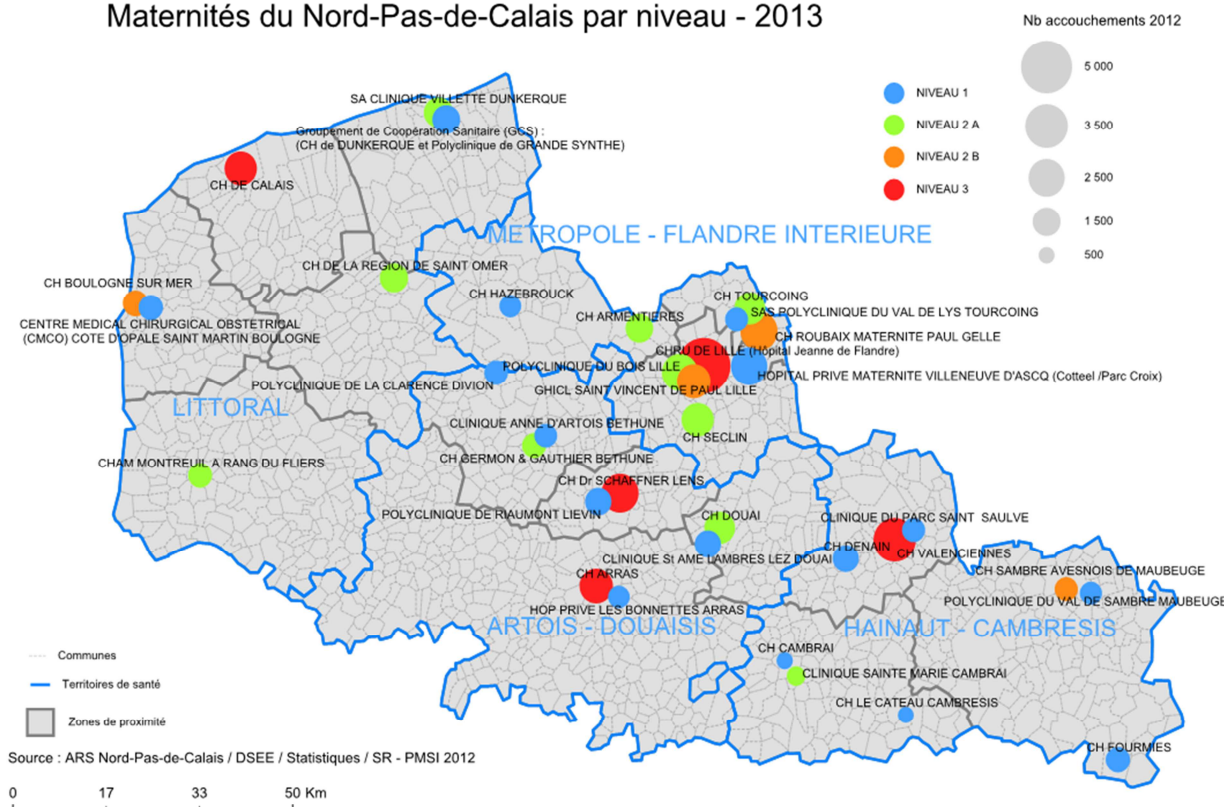 Maternités du Nord-Pas-de-Calais par niveau - 2013
Nb accouchements 2012
5 000
3 500
2 500
1 500
500
NIVEAU 1
NIVEAU 2 A
NIVEAU 2 B
NIVEAU 3
SA CLINIQUE VILLETTE DUNKERQUE
Groupement de Coopération Sanitaire (GCS) :
(CH de DUNKERQUE et Polyclinique de GRANDE SYNTHE)
CH DE CALAIS
METROPOLE - FLANDRE INTERIEURE
CH DE LA REGION DE SAINT OMER
CH BOULOGNE SUR MER
CH HAZEBROUCK
CH TOURCOING
SAS POLYCLINIQUE DU VAL DE LYS TOURCOING
CH ARMENTIERES
CENTRE MEDICAL CHIRURGICAL OBSTETRICAL
(CMCO) COTE D'OPALE SAINT MARTIN BOULOGNE
CH ROUBAIX MATERNITE PAUL GELLE
CHRU DE LILLE (Hôpital Jeanne de Flandre)
POLYCLINIQUE DU BOIS LILLE
HOPITAL PRIVE MATERNITE VILLENEUVE D'ASCQ (Cotteel /Parc Croix)
POLYCLINIQUE DE LA CLARENCE DIVION
GHICL SAINT VINCENT DE PAUL LILLE
LITTORAL
CLINIQUE ANNE D'ARTOIS BETHUNE
CH SECLIN
CH GERMON & GAUTHIER BETHUNE
CHAM MONTREUIL A RANG DU FLIERS
CH Dr SCHAFFNER LENS
POLYCLINIQUE DE RIAUMONT LIEVIN
CH DOUAI
CLINIQUE DU PARC SAINT SAULVE
CH DENAIN
CH VALENCIENNES
CLINIQUE St AME LAMBRES LEZ DOUAI
CH ARRAS
CH SAMBRE AVESNOIS DE MAUBEUGE
POLYCLINIQUE DU VAL DE SAMBRE MAUBEUGE
HOP PRIVE LES BONNETTES ARRAS
ARTOIS - DOUAISIS
HAINAUT - CAMBRESIS
CH CAMBRAI
CLINIQUE SAINTE MARIE CAMBRAI
CH LE CATEAU CAMBRESIS
CH FOURMIES
Communes
Territoires de santé
Zones de proximité
Source : ARS Nord-Pas-de-Calais / DSEE / Statistiques / SR - PMSI 2012
0 17 33 50 Km